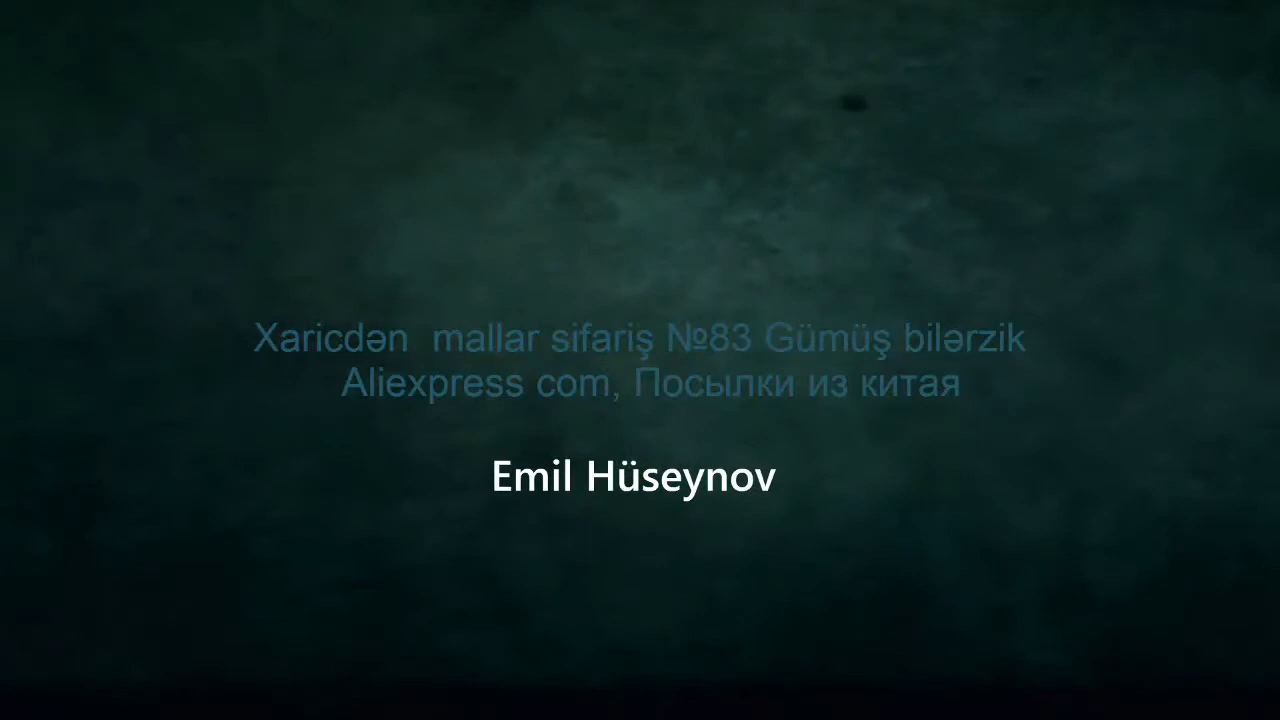 Xaricdən  mallar sifariş №83 Gümüş bilərzik
Aliexpress com, Посылки из китая
Emil Hüseynov